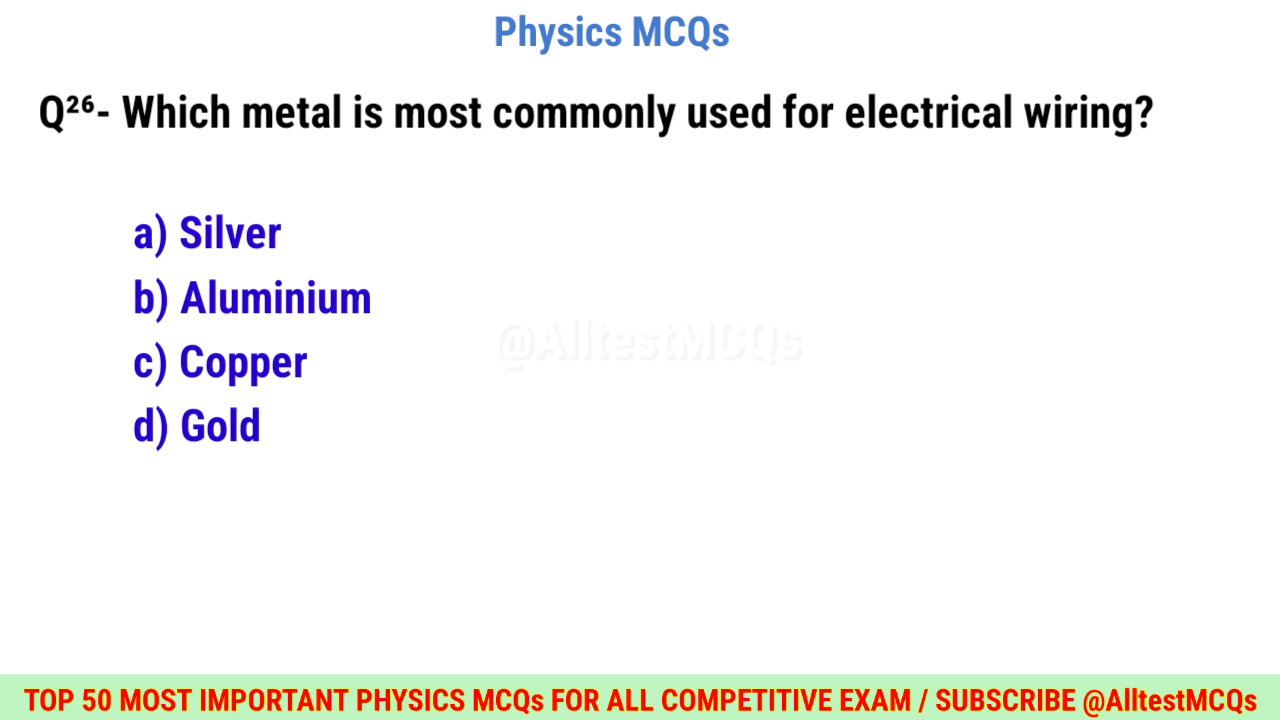 Physics MCQs
Q²⁶- Which metal is most commonly used for electrical wiring?
a) Silver
b) Aluminium
c) Copper
d) Gold
@AlltestMCQs
TOP 50 MOST IMPORTANT PHYSICS MCQs FOR ALL COMPETITIVE EXAM / SUBSCRIBE @AlltestMCQs